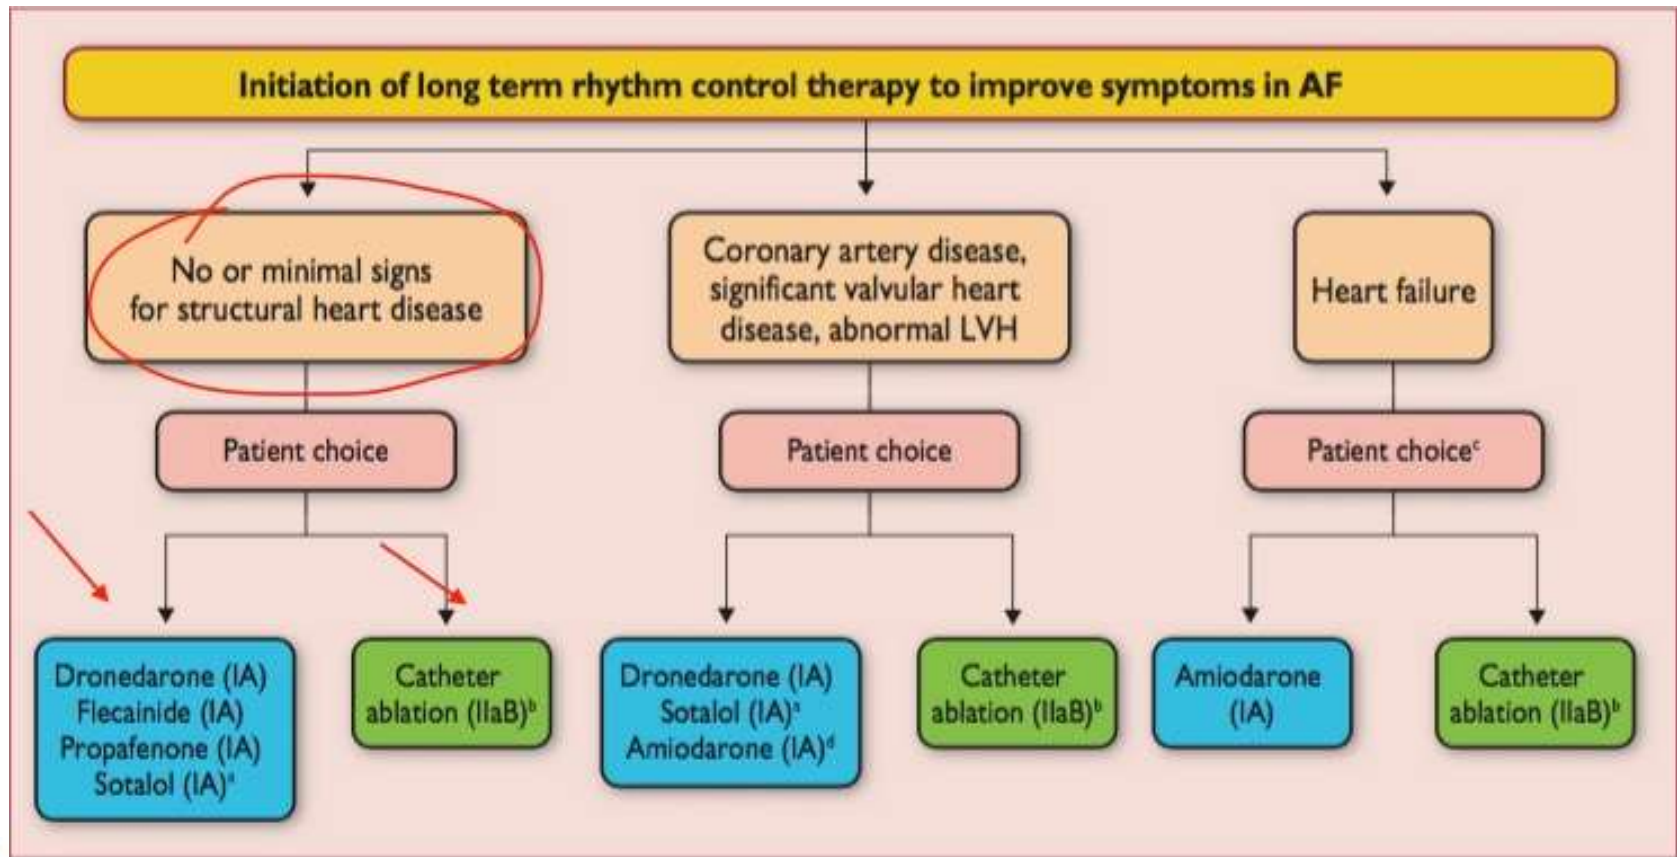 Initiation of long term rhythm control therapy to improve symptoms in AF
No or minimal signs
for structural heart disease
Coronary artery disease,
significant valvular heart
disease, abnormal LVH
Heart failure
Patient choice
Patient choice
Patient choiceᶜ
Dronedarone (IA)
Flecainide (IA)
Propafenone (IA)
Sotalol (IA)ᵃ
Catheter
ablation (IIaB)ᵇ
Dronedarone (IA)
Sotalol (IA)ᵃ
Amiodarone (IA)ᵈ
Catheter
ablation (IIaB)ᵇ
Amiodarone
(IA)
Catheter
ablation (IIaB)ᵇ